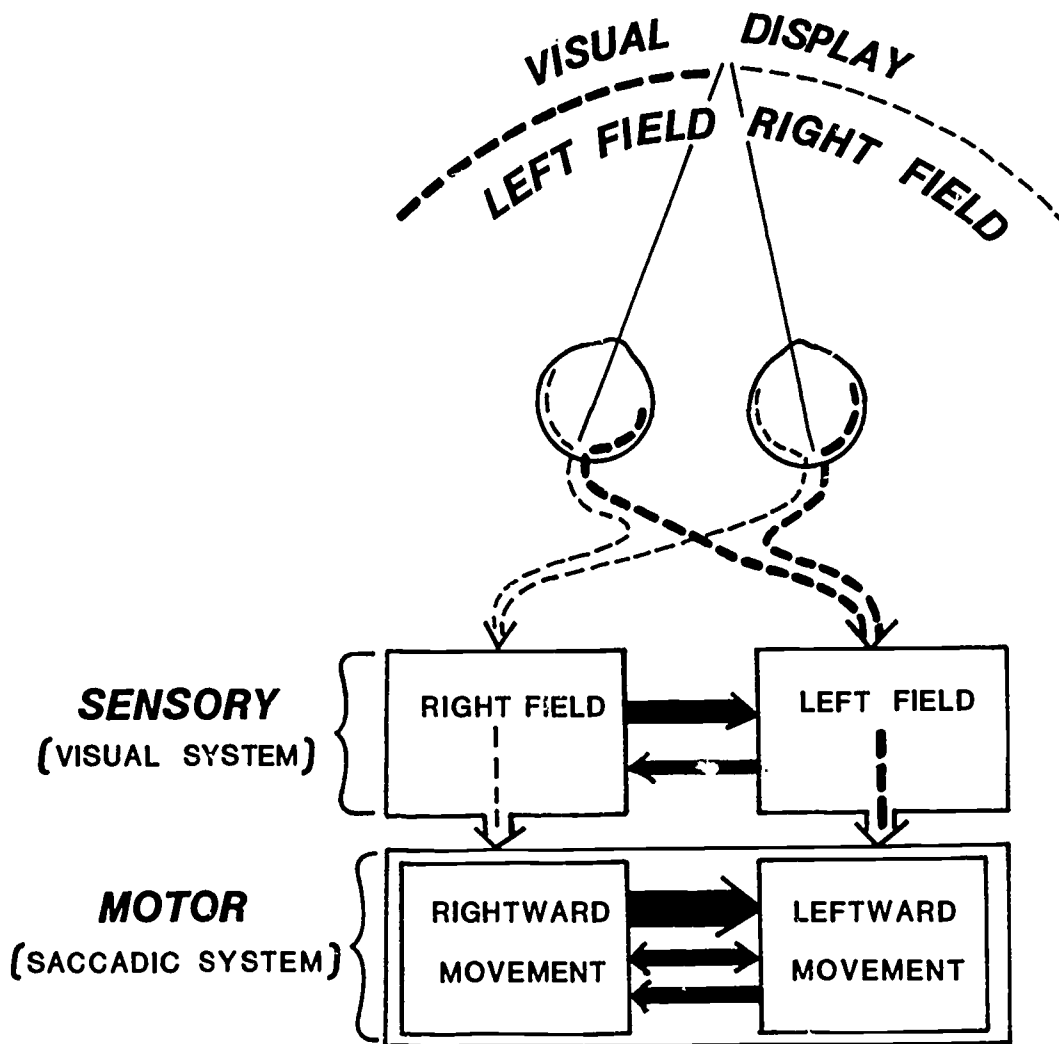 VISUAL DISPLAY
LEFT FIELD RIGHT FIELD
SENSORY
(VISUAL SYSTEM)
RIGHT FIELD
LEFT FIELD
MOTOR
(SACCADIC SYSTEM)
RIGHTWARD
MOVEMENT
LEFTWARD
MOVEMENT